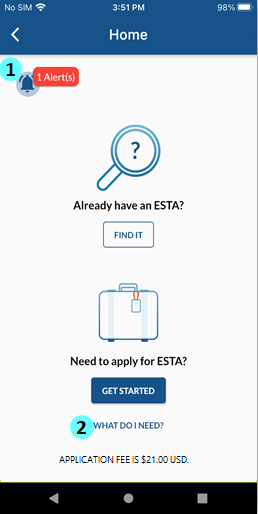 No SIM 3:51 PM 98%
Home
1
1 Alert(s)
?
Already have an ESTA?
FIND IT
Need to apply for ESTA?
GET STARTED
2 WHAT DO I NEED?
APPLICATION FEE IS $21.00 USD.